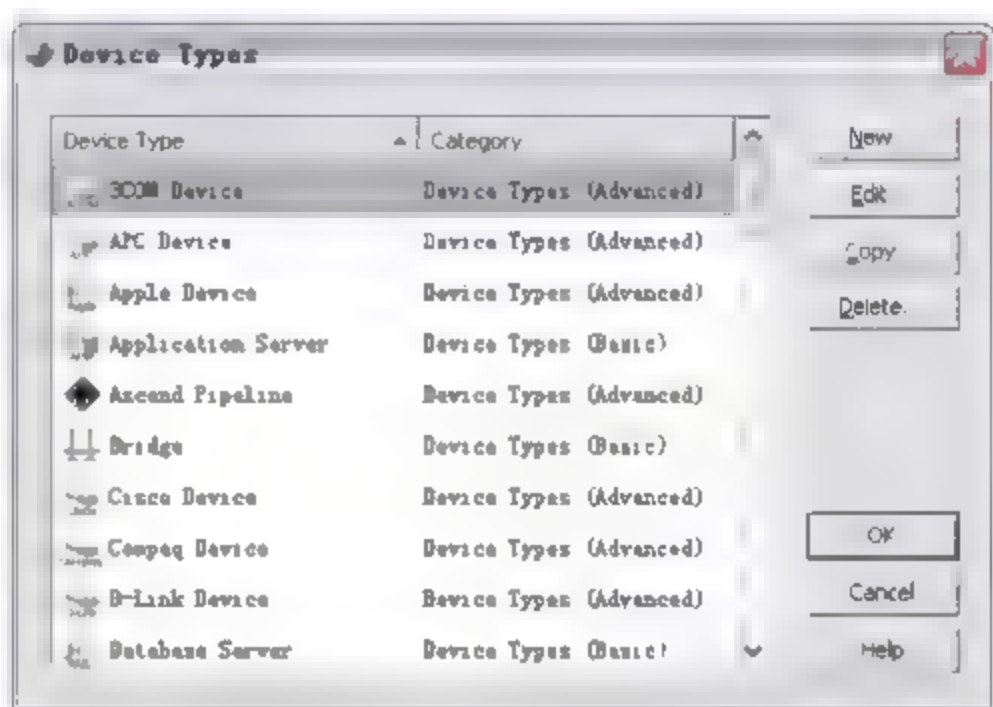 Device Types
Device Type Category
3COM Device Device Types (Advanced)
APC Device Device Types (Advanced)
Apple Device Device Types (Advanced)
Application Server Device Types (Basic)
Ascend Pipeline Device Types (Advanced)
Bridge Device Types (Basic)
Cisco Device Device Types (Advanced)
Compaq Device Device Types (Advanced)
D-Link Device Device Types (Advanced)
Database Server Device Types (Basic)
New
Edit
Copy
Delete
OK
Cancel
Help